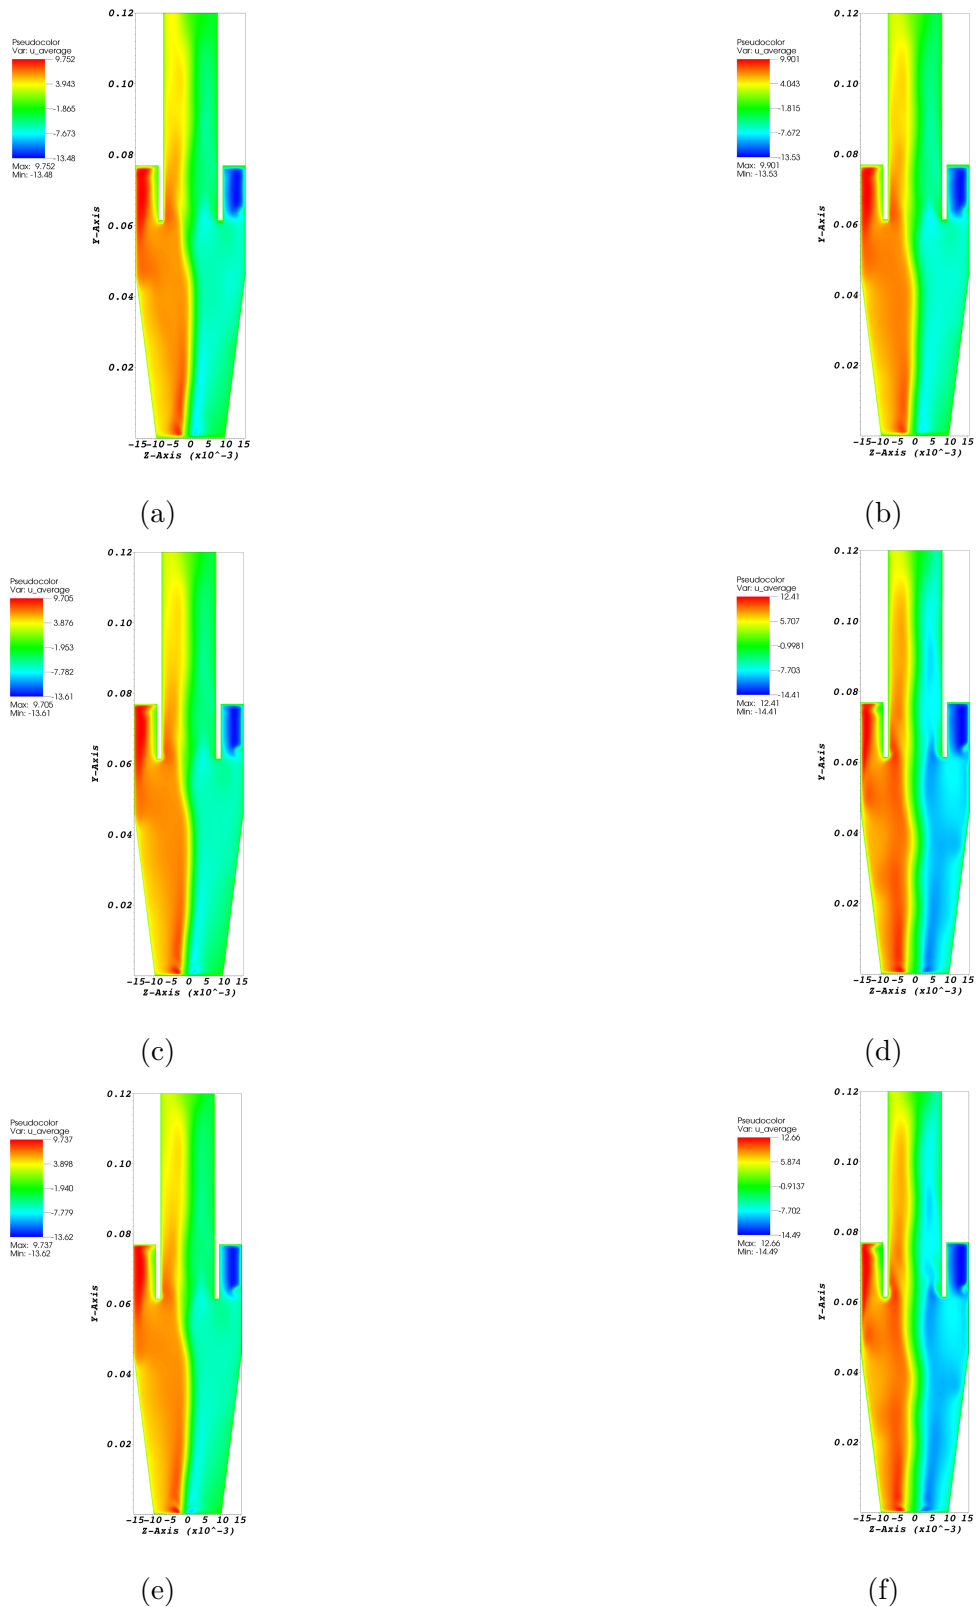 Pseudocolor
Var: u_average
9.752
3.943
-1.865
-7.673
-13.48
Max: 9.752
Min: -13.48
0.12
0.10
0.08
0.06
0.04
0.02
Y-Axis
-15 -10 -5 0 5 10 15
Z-Axis (x10^-3)
(a)
Pseudocolor
Var: u_average
9.901
4.043
-1.815
-7.672
-13.53
Max: 9.901
Min: -13.53
0.12
0.10
0.08
0.06
0.04
0.02
Y-Axis
-15 -10 -5 0 5 10 15
Z-Axis (x10^-3)
(b)
Pseudocolor
Var: u_average
9.705
3.876
-1.953
-7.782
-13.61
Max: 9.705
Min: -13.61
0.12
0.10
0.08
0.06
0.04
0.02
Y-Axis
-15 -10 -5 0 5 10 15
Z-Axis (x10^-3)
(c)
Pseudocolor
Var: u_average
12.41
5.707
-0.9981
-7.703
-14.41
Max: 12.41
Min: -14.41
0.12
0.10
0.08
0.06
0.04
0.02
Y-Axis
-15 -10 -5 0 5 10 15
Z-Axis (x10^-3)
(d)
Pseudocolor
Var: u_average
9.737
3.898
-1.940
-7.779
-13.62
Max: 9.737
Min: -13.62
0.12
0.10
0.08
0.06
0.04
0.02
Y-Axis
-15 -10 -5 0 5 10 15
Z-Axis (x10^-3)
(e)
Pseudocolor
Var: u_average
12.66
5.874
-0.9137
-7.702
-14.49
Max: 12.66
Min: -14.49
0.12
0.10
0.08
0.06
0.04
0.02
Y-Axis
-15 -10 -5 0 5 10 15
Z-Axis (x10^-3)
(f)